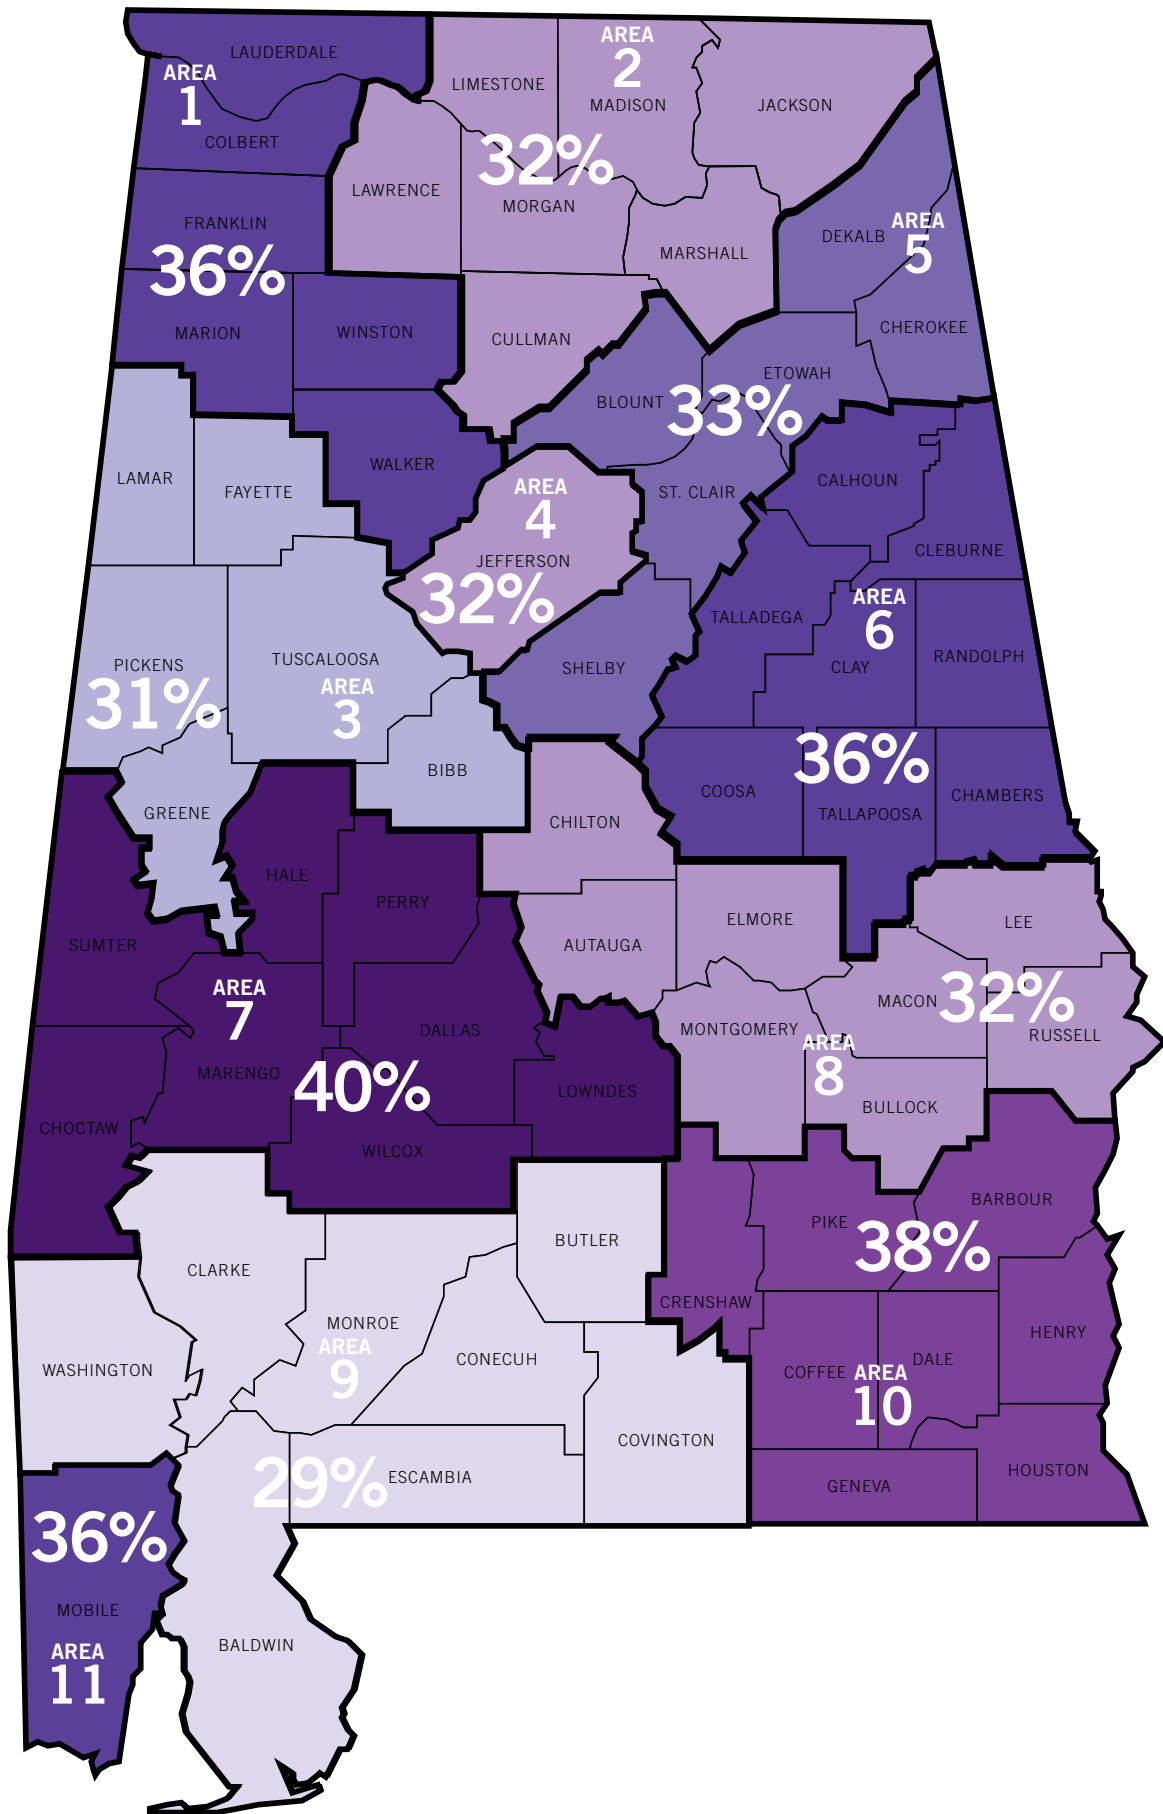 LAUDERDALE
AREA
1
COLBERT
FRANKLIN
36%
MARION
WINSTON
WALKER
LIMESTONE
AREA
2
MADISON
JACKSON
32%
LAWRENCE
MORGAN
MARSHALL
CULLMAN
DEKALB
AREA
5
CHEROKEE
ETOWAH
BLOUNT
33%
ST. CLAIR
SHELBY
LAMAR
FAYETTE
PICKENS
TUSCALOOSA
31%
AREA
3
BIBB
GREENE
AREA
4
JEFFERSON
32%
CALHOUN
CLEBURNE
TALLADEGA
AREA
6
CLAY
RANDOLPH
36%
COOSA
TALLAPOOSA
CHAMBERS
HALE
PERRY
SUMTER
AREA
7
DALLAS
MARENGO
40%
LOWNDES
CHOCTAW
WILCOX
CHILTON
AUTAUGA
ELMORE
LEE
MACON
32%
MONTGOMERY
RUSSELL
AREA
8
BULLOCK
BUTLER
CLARKE
MONROE
AREA
9
CONECUH
WASHINGTON
COVINGTON
29%
ESCAMBIA
BALDWIN
BARBOUR
PIKE
38%
CRENSHAW
HENRY
COFFEE
DALE
AREA
10
HOUSTON
GENEVA
36%
MOBILE
AREA
11